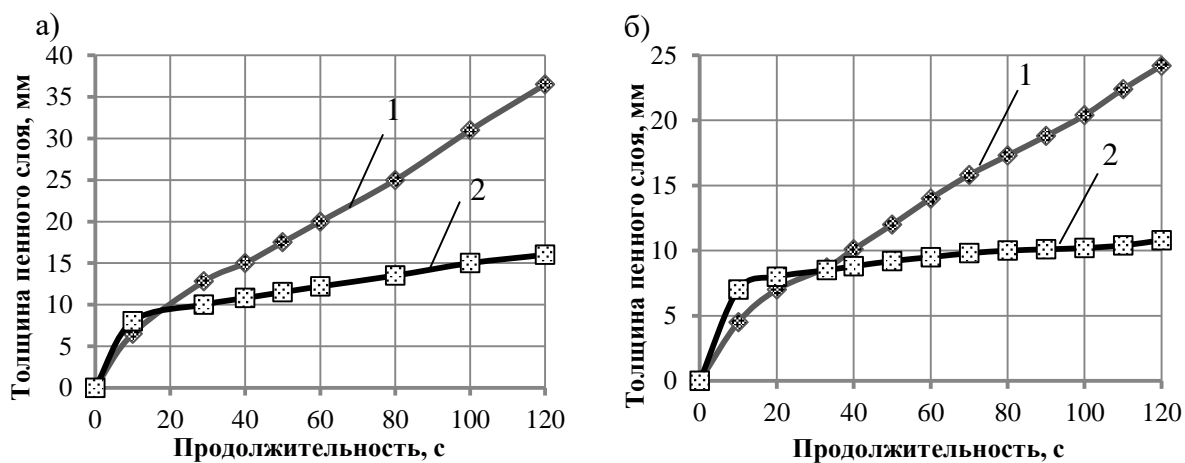 а)
Толщина пенного слоя, мм
40
35
30
25
20
15
10
5
0
1
2
0 20 40 60 80 100 120
Продолжительность, с
б)
Толщина пенного слоя, мм
25
20
15
10
5
0
1
2
0 20 40 60 80 100 120
Продолжительность, с